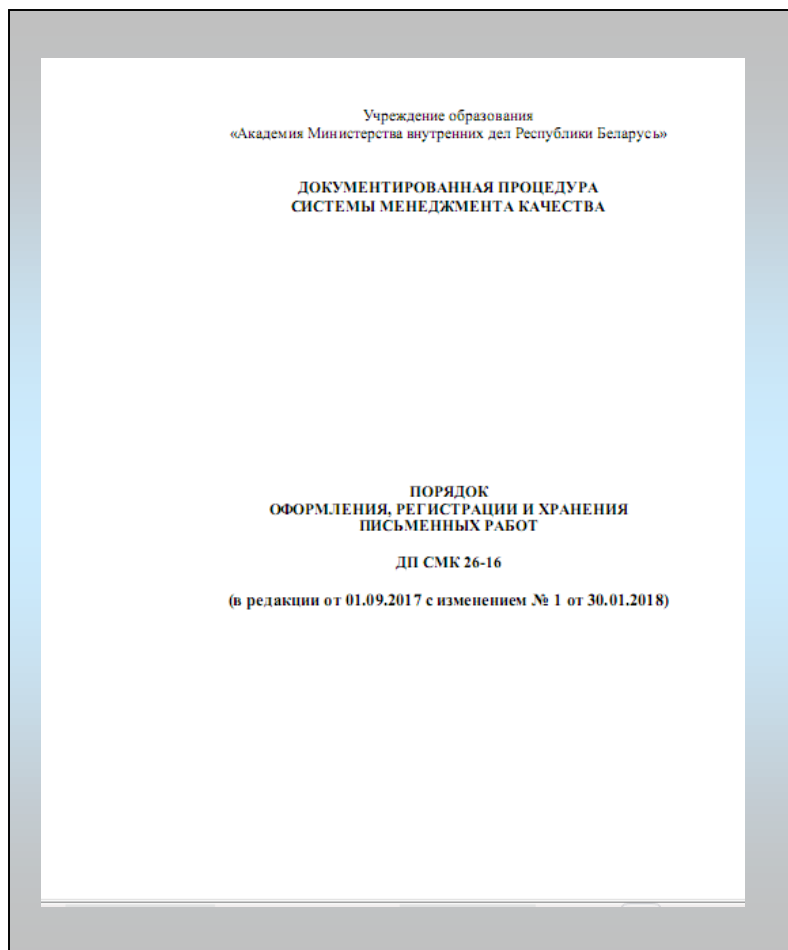 Учреждение образования
«Академия Министерства внутренних дел Республики Беларусь»
ДОКУМЕНТИРОВАННАЯ ПРОЦЕДУРА
СИСТЕМЫ МЕНЕДЖМЕНТА КАЧЕСТВА
ПОРЯДОК
ОФОРМЛЕНИЯ, РЕГИСТРАЦИИ И ХРАНЕНИЯ
ПИСЬМЕННЫХ РАБОТ
ДП СМК 26-16
(в редакции от 01.09.2017 с изменением № 1 от 30.01.2018)